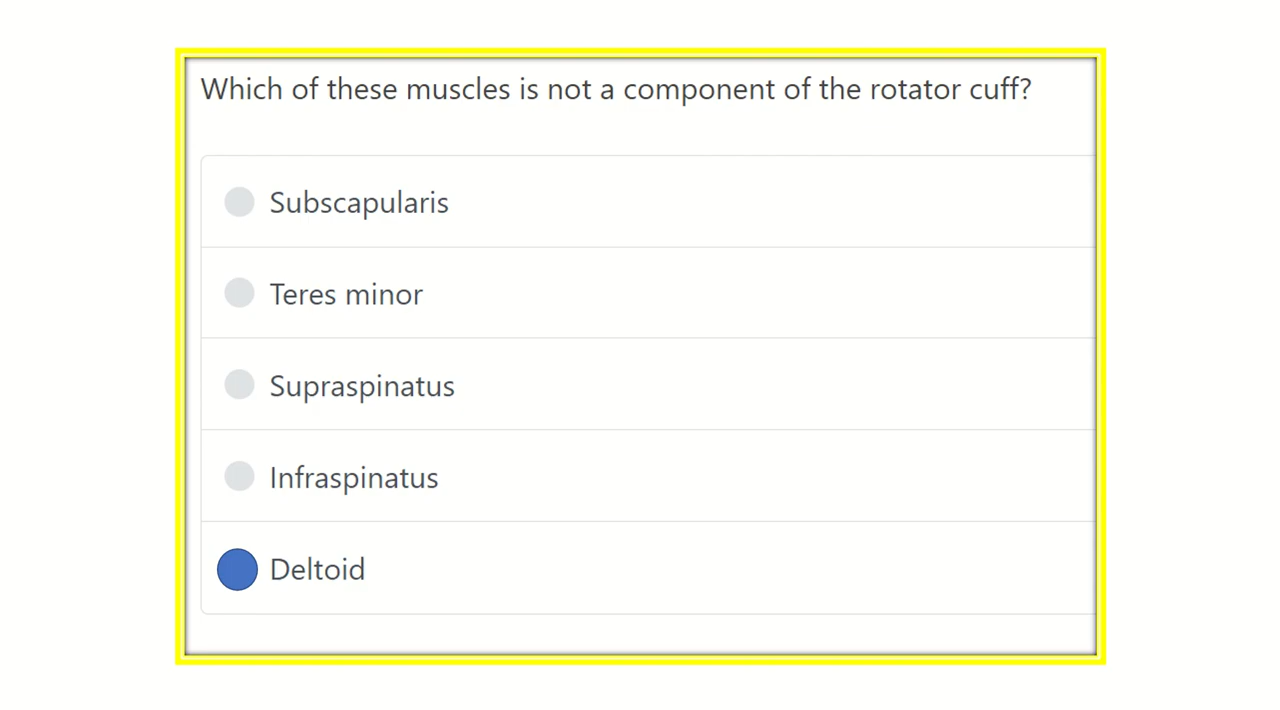 Which of these muscles is not a component of the rotator cuff?
Subscapularis
Teres minor
Supraspinatus
Infraspinatus
Deltoid